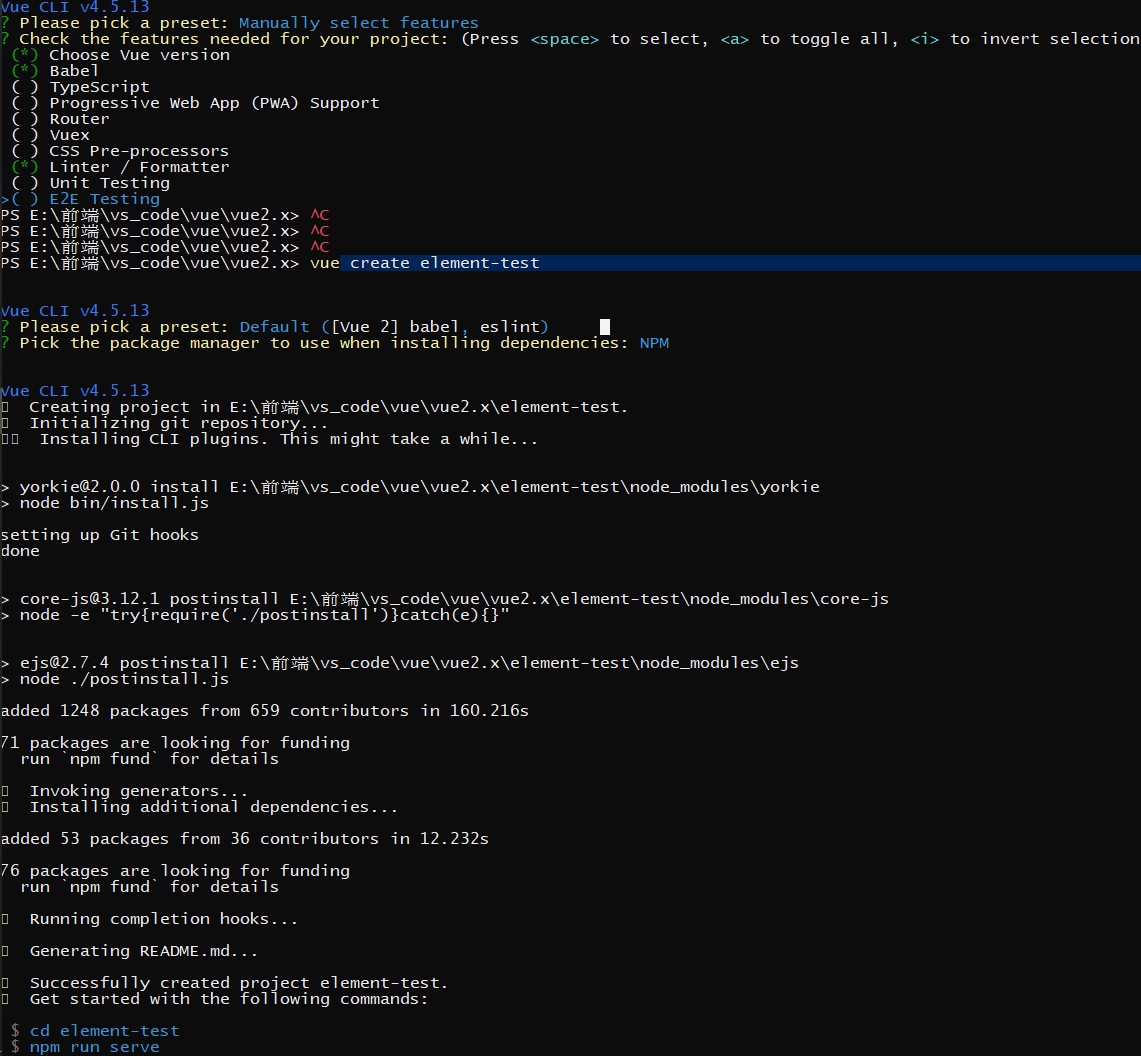 Vue CLI v4.5.13
? Please pick a preset: Manually select features
? Check the features needed for your project: (Press <space> to select, <a> to toggle all, <i> to invert selection
(*) Choose Vue version
(*) Babel
( ) TypeScript
( ) Progressive Web App (PWA) Support
( ) Router
( ) Vuex
( ) CSS Pre-processors
(*) Linter / Formatter
( ) Unit Testing
>( ) E2E Testing
PS E:\前端\vs_code\vue\vue2.x> ^C
PS E:\前端\vs_code\vue\vue2.x> ^C
PS E:\前端\vs_code\vue\vue2.x> ^C
PS E:\前端\vs_code\vue\vue2.x> vue create element-test
Vue CLI v4.5.13
? Please pick a preset: Default ([Vue 2] babel, eslint)
? Pick the package manager to use when installing dependencies: NPM
Vue CLI v4.5.13
Creating project in E:\前端\vs_code\vue\vue2.x\element-test.
Initializing git repository...
Installing CLI plugins. This might take a while...
> yorkie@2.0.0 install E:\前端\vs_code\vue\vue2.x\element-test\node_modules\yorkie
> node bin/install.js
setting up Git hooks
done
> core-js@3.12.1 postinstall E:\前端\vs_code\vue\vue2.x\element-test\node_modules\core-js
> node -e "try{require('./postinstall')}catch(e){}"
> ejs@2.7.4 postinstall E:\前端\vs_code\vue\vue2.x\element-test\node_modules\ejs
> node ./postinstall.js
added 1248 packages from 659 contributors in 160.216s
71 packages are looking for funding
run `npm fund` for details
Invoking generators...
Installing additional dependencies...
added 53 packages from 36 contributors in 12.232s
76 packages are looking for funding
run `npm fund` for details
Running completion hooks...
Generating README.md...
Successfully created project element-test.
Get started with the following commands:
$ cd element-test
$ npm run serve